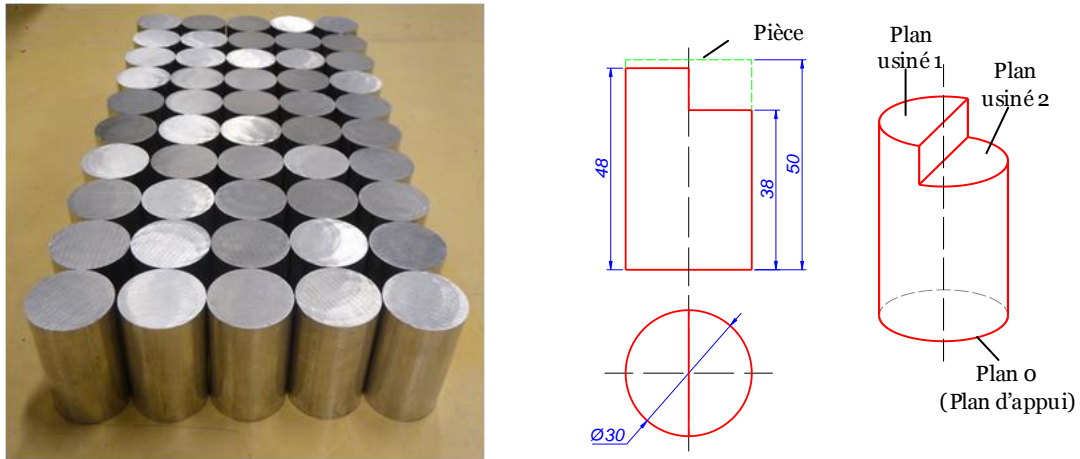 Pièce
Plan
usiné 1
Plan
usiné 2
48
38
50
Ø30
Plan 0
(Plan d'appui)